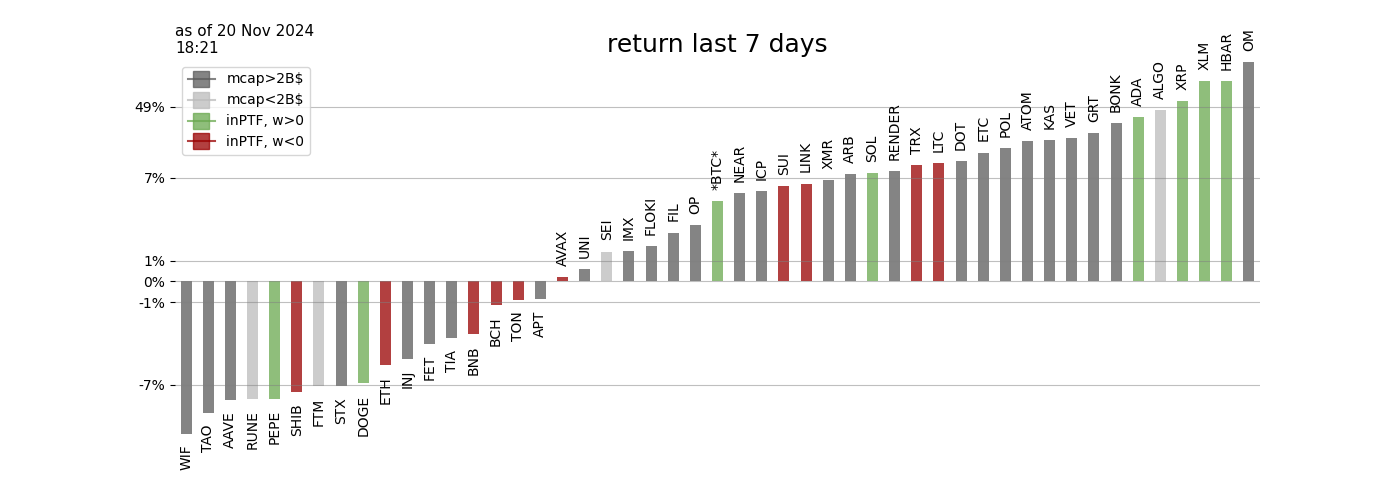 as of 20 Nov 2024
18:21
return last 7 days
mcap>2B$
mcap<2B$
inPTF, w>0
inPTF, w<0
49%
7%
1%
0%
-1%
-7%
WIF
TAO
AAVE
RUNE
PEPE
SHIB
FTM
STX
DOGE
ETH
INJ
FET
TIA
BNB
BCH
TON
APT
AVAX
UNI
SEI
IMX
FLOKI
FIL
OP
*BTC*
NEAR
ICP
SUI
LINK
XMR
ARB
SOL
RENDER
TRX
LTC
DOT
ETC
POL
ATOM
KAS
VET
GRT
BONK
ADA
ALGO
XRP
XLM
HBAR
OM